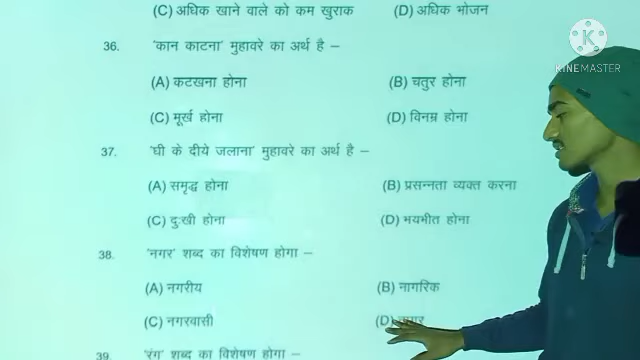 (C) अधिक खाने वाले को कम खुराक (D) अधिक भोजन
36. 'कान काटना' मुहावरे का अर्थ है –
(A) कटखना होना (B) चतुर होना
(C) मूर्ख होना (D) विनम्र होना
37. 'घी के दीये जलाना' मुहावरे का अर्थ है –
(A) समृद्ध होना (B) प्रसन्नता व्यक्त करना
(C) दुःखी होना (D) भयभीत होना
38. 'नगर' शब्द का विशेषण होगा –
(A) नगरीय (B) नागरिक
(C) नगरवासी (D)
39. 'रंग' शब्द का विशेषण होगा –
KINEMASTER